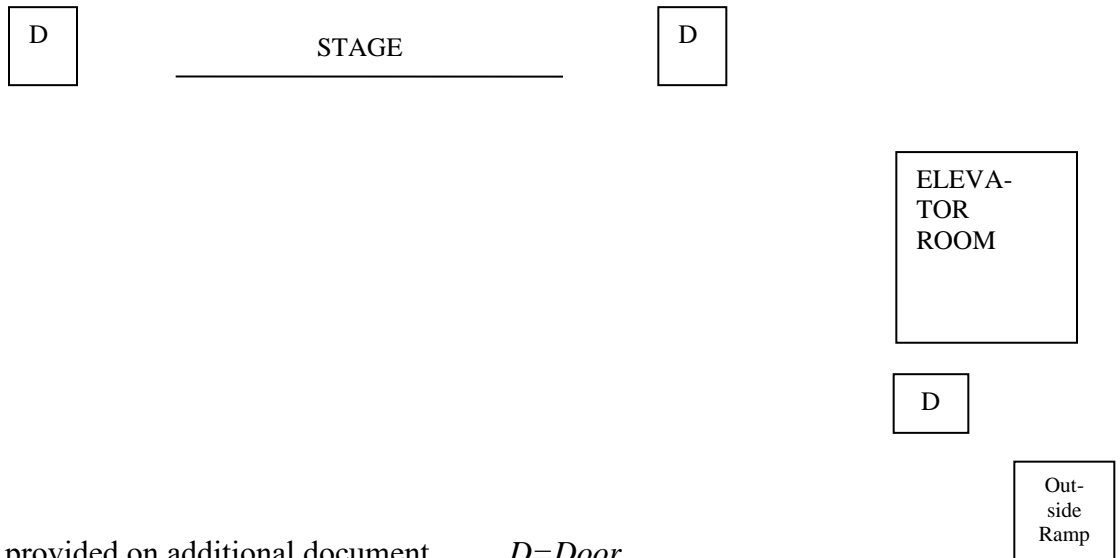 D
STAGE
D
ELEVA-
TOR
ROOM
D
Out-
side
Ramp
provided on additional document
D=Door